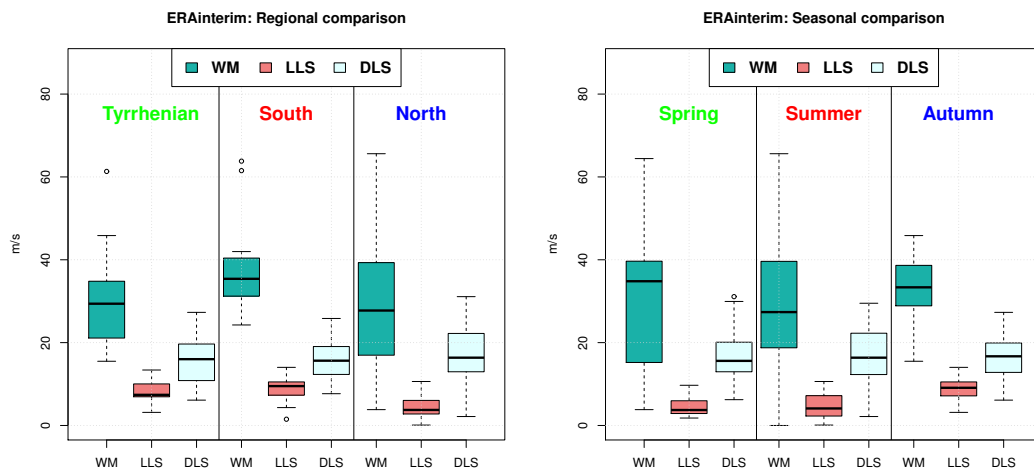 ERAinterim: Regional comparison
WM LLS DLS
Tyrrhenian South North
m/s
80
60
40
20
0
WM LLS DLS WM LLS DLS WM LLS DLS
ERAinterim: Seasonal comparison
WM LLS DLS
Spring Summer Autumn
m/s
80
60
40
20
0
WM LLS DLS WM LLS DLS WM LLS DLS